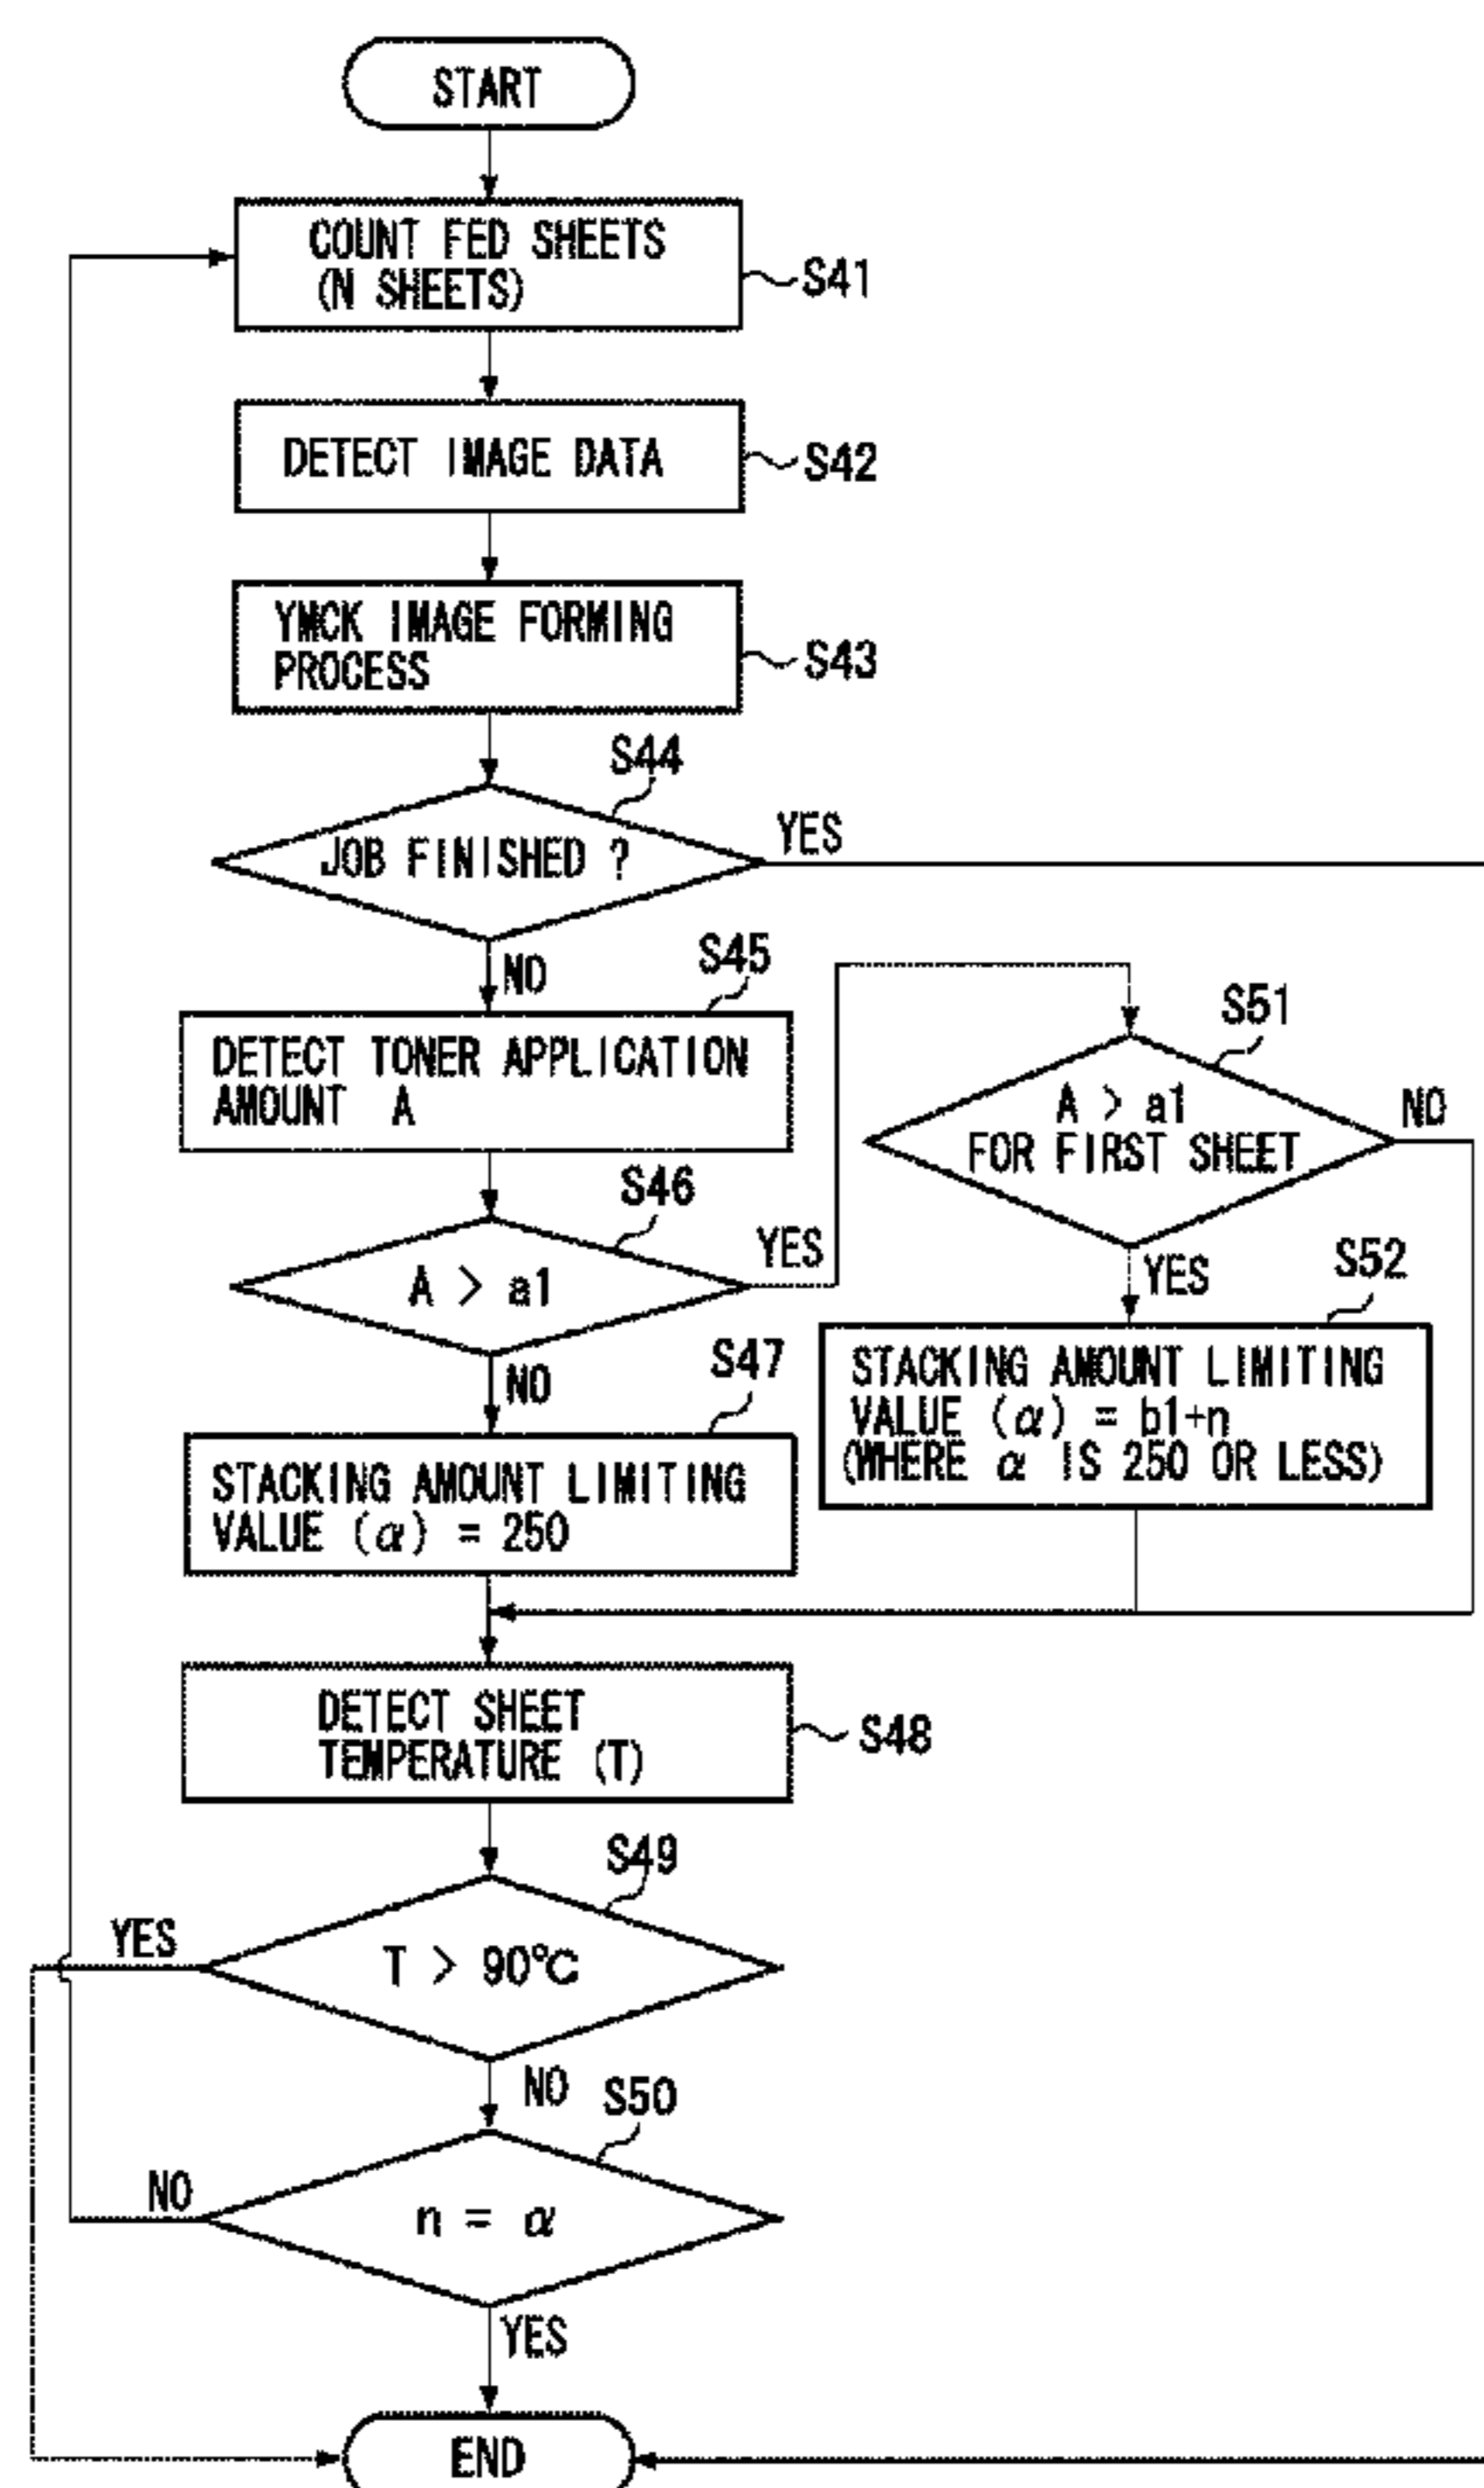 START
COUNT FED SHEETS
(N SHEETS)
S41
DETECT IMAGE DATA
S42
YMCK IMAGE FORMING
PROCESS
S43
S44
JOB FINISHED ?
YES
NO
S45
DETECT TONER APPLICATION
AMOUNT A
S46
A > a1
YES
NO
S51
A > a1
FOR FIRST SHEET
NO
YES
S52
STACKING AMOUNT LIMITING
VALUE (α) = b1+n
(WHERE α IS 250 OR LESS)
S47
STACKING AMOUNT LIMITING
VALUE (α) = 250
DETECT SHEET
TEMPERATURE (T)
S48
S49
T > 90°C
YES
NO
S50
n = α
NO
YES
END